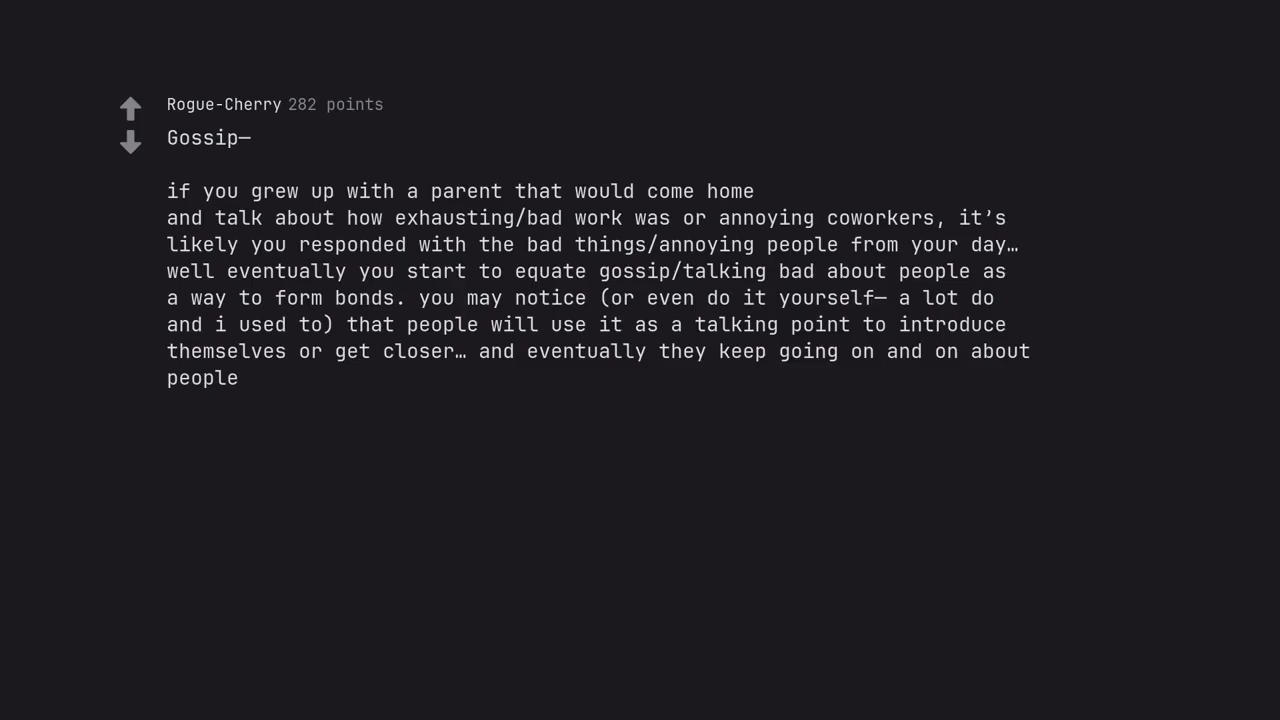 Rogue-Cherry 282 points
Gossip—
if you grew up with a parent that would come home
and talk about how exhausting/bad work was or annoying coworkers, it’s
likely you responded with the bad things/annoying people from your day…
well eventually you start to equate gossip/talking bad about people as
a way to form bonds. you may notice (or even do it yourself— a lot do
and i used to) that people will use it as a talking point to introduce
themselves or get closer… and eventually they keep going on and on about
people